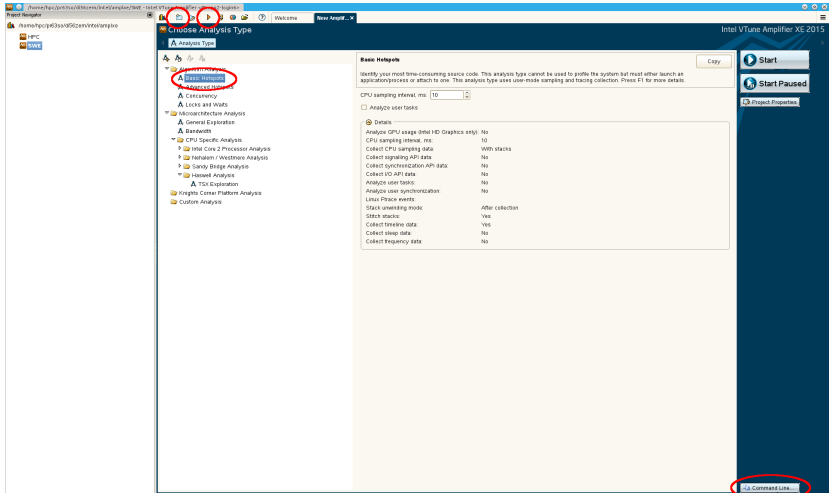 Project Navigator
/home/hpc/pr63so/di56zem/intel/amplxe
HPC
SWE
Welcome
New Amplif...
Choose Analysis Type
Intel VTune Amplifier XE 2015
Analysis Type
Algorithm Analysis
Basic Hotspots
Advanced Hotspots
Concurrency
Locks and Waits
Microarchitecture Analysis
General Exploration
Bandwidth
CPU Specific Analysis
Intel Core 2 Processor Analysis
Nehalem / Westmere Analysis
Sandy Bridge Analysis
Haswell Analysis
TSX Exploration
Knights Corner Platform Analysis
Custom Analysis
Basic Hotspots
Copy
Identify your most time-consuming source code. This analysis type cannot be used to profile the system but must either launch an
application/process or attach to one. This analysis type uses user-mode sampling and tracing collection. Press F1 for more details.
CPU sampling interval, ms: 10
Analyze user tasks
Details
Analyze GPU usage (Intel HD Graphics only): No
CPU sampling interval, ms: 10
Collect CPU sampling data: With stacks
Collect signalling API data: No
Collect synchronization API data: No
Collect I/O API data: No
Analyze user tasks: No
Analyze user synchronization: No
Linux Ftrace events:
Stack unwinding mode: After collection
Stitch stacks: Yes
Collect timeline data: Yes
Collect sleep data: No
Collect frequency data: No
Start
Start Paused
Project Properties
Command Line...